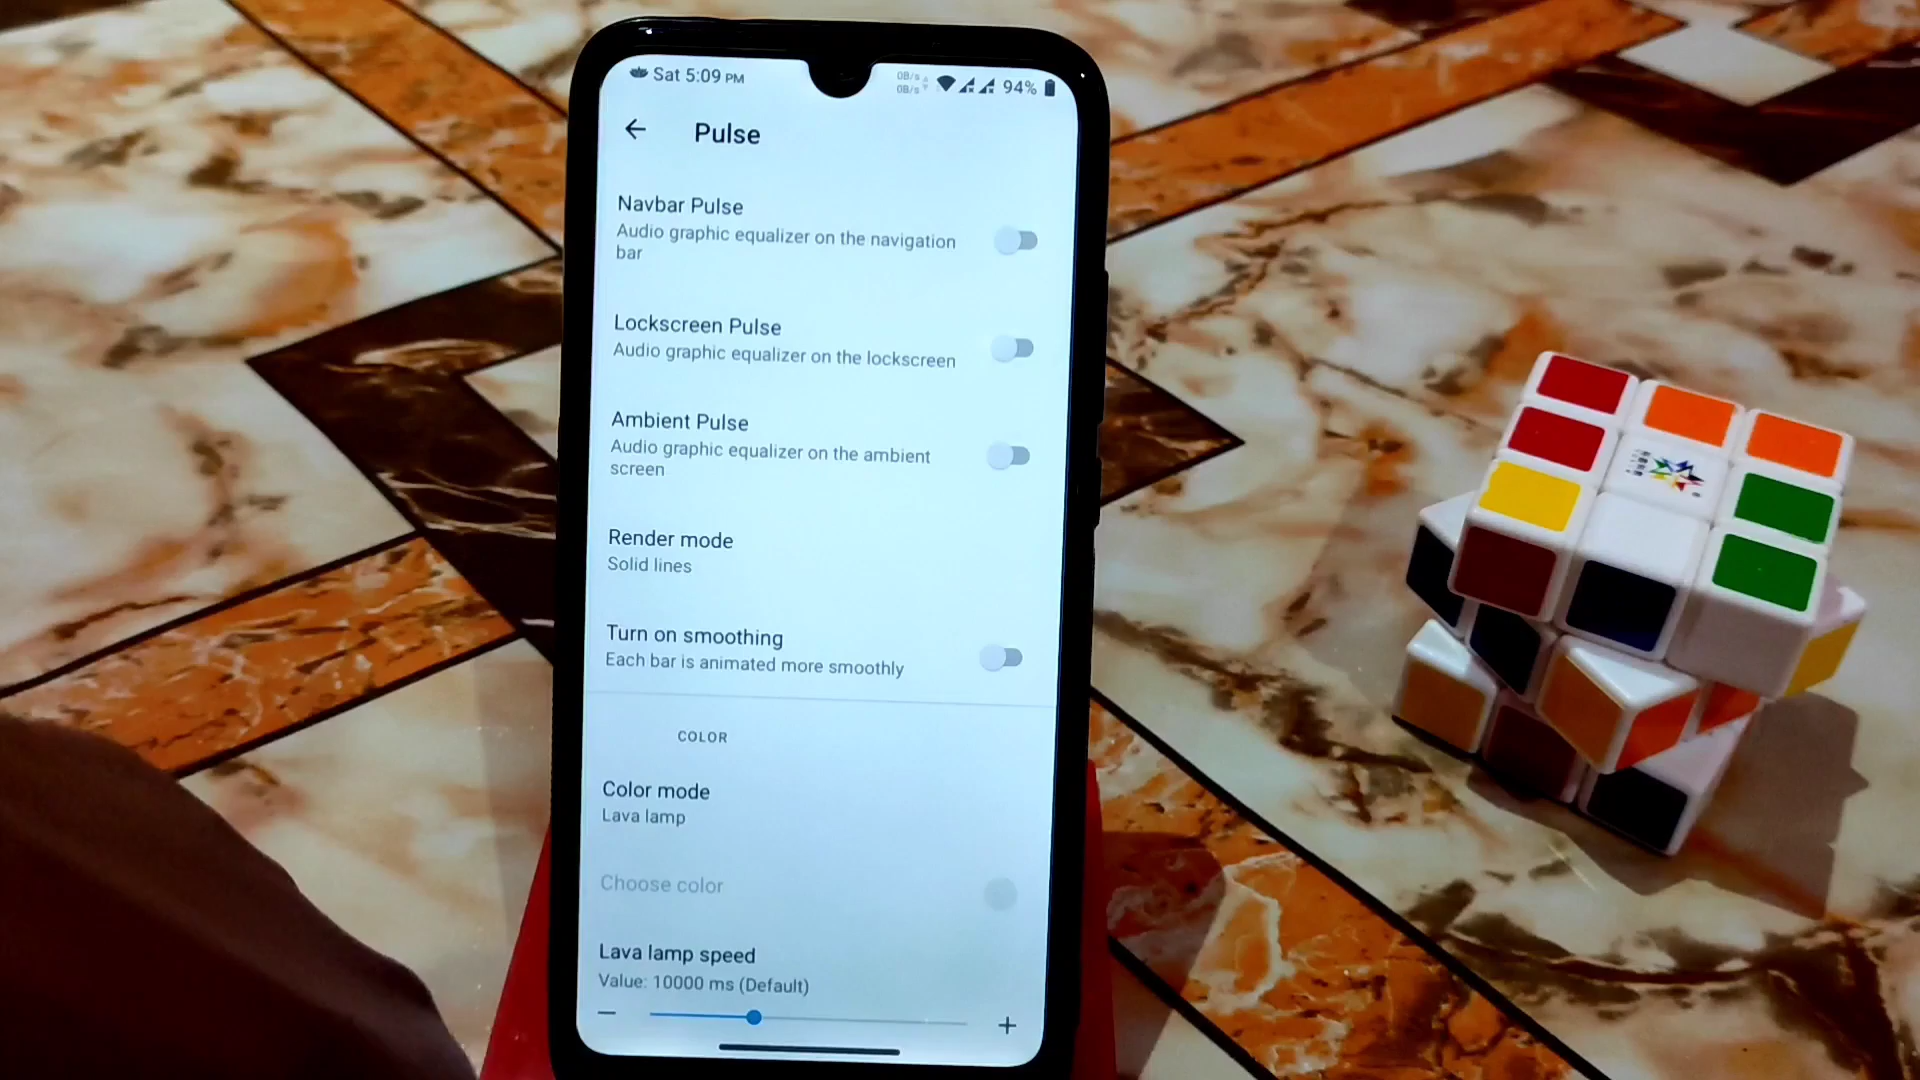 Sat 5:09 PM
0B/s
0B/s
94%
Pulse
Navbar Pulse
Audio graphic equalizer on the navigation
bar
Lockscreen Pulse
Audio graphic equalizer on the lockscreen
Ambient Pulse
Audio graphic equalizer on the ambient
screen
Render mode
Solid lines
Turn on smoothing
Each bar is animated more smoothly
COLOR
Color mode
Lava lamp
Choose color
Lava lamp speed
Value: 10000 ms (Default)